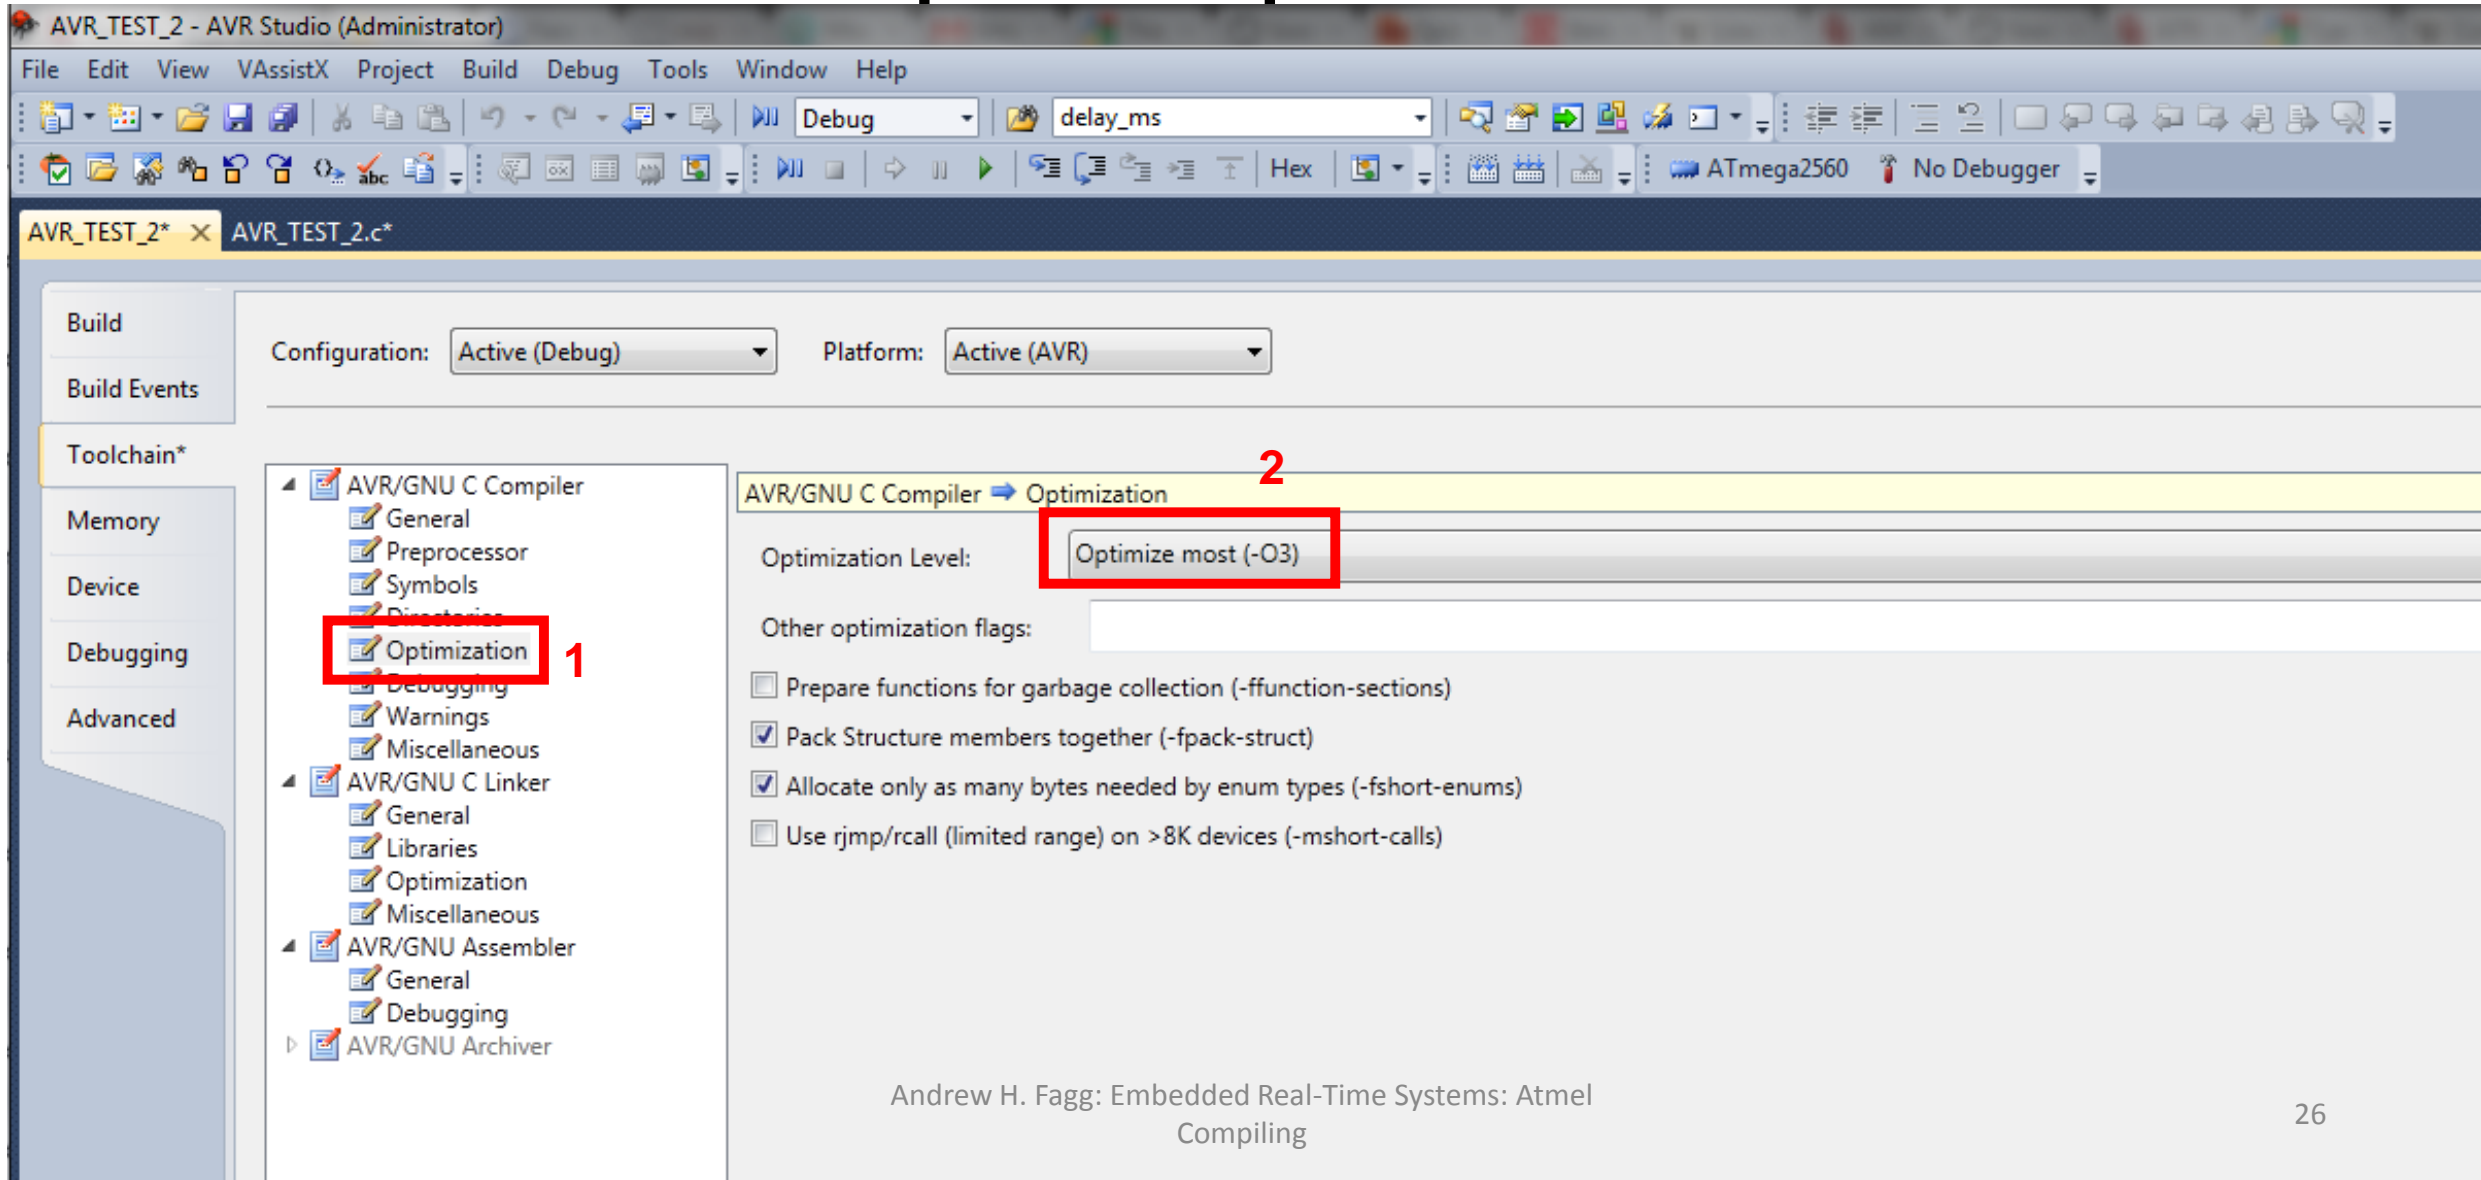 AVR_TEST_2 - AVR Studio (Administrator)
File Edit View VAssistX Project Build Debug Tools Window Help
Debug delay_ms
Hex ATmega2560 No Debugger
AVR_TEST_2* AVR_TEST_2.c*
Build
Build Events
Toolchain*
Memory
Device
Debugging
Advanced
Configuration: Active (Debug) Platform: Active (AVR)
AVR/GNU C Compiler
General
Preprocessor
Symbols
Directories
Optimization 1
Debugging
Warnings
Miscellaneous
AVR/GNU C Linker
General
Libraries
Optimization
Miscellaneous
AVR/GNU Assembler
General
Debugging
AVR/GNU Archiver
2
AVR/GNU C Compiler Optimization
Optimization Level: Optimize most (-O3)
Other optimization flags:
Prepare functions for garbage collection (-ffunction-sections)
Pack Structure members together (-fpack-struct)
Allocate only as many bytes needed by enum types (-fshort-enums)
Use rjmp/rcall (limited range) on >8K devices (-mshort-calls)
Andrew H. Fagg: Embedded Real-Time Systems: Atmel
Compiling
26